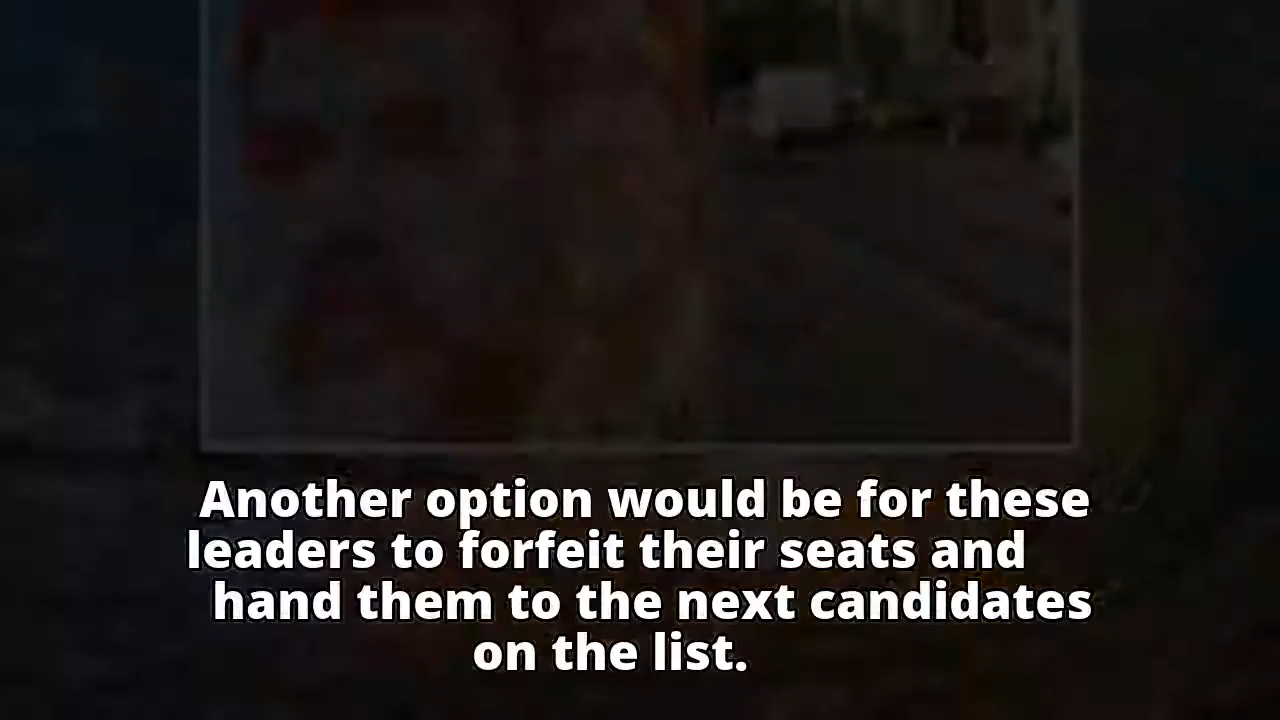 Another option would be for these
leaders to forfeit their seats and
hand them to the next candidates
on the list.